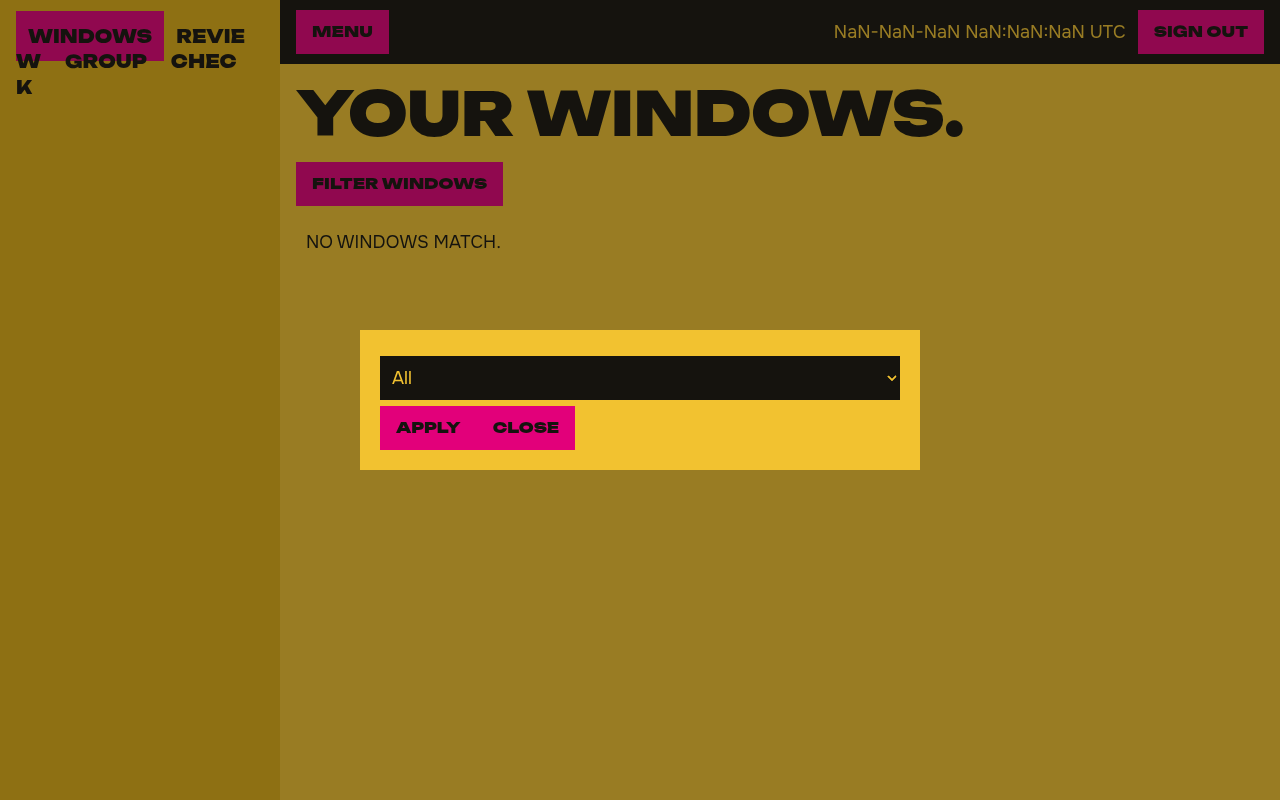 WINDOWS REVIE
W GROUP CHEC
K
MENU
NaN-NaN-NaN NaN:NaN:NaN UTC
SIGN OUT
YOUR WINDOWS.
FILTER WINDOWS
NO WINDOWS MATCH.
All
APPLY CLOSE